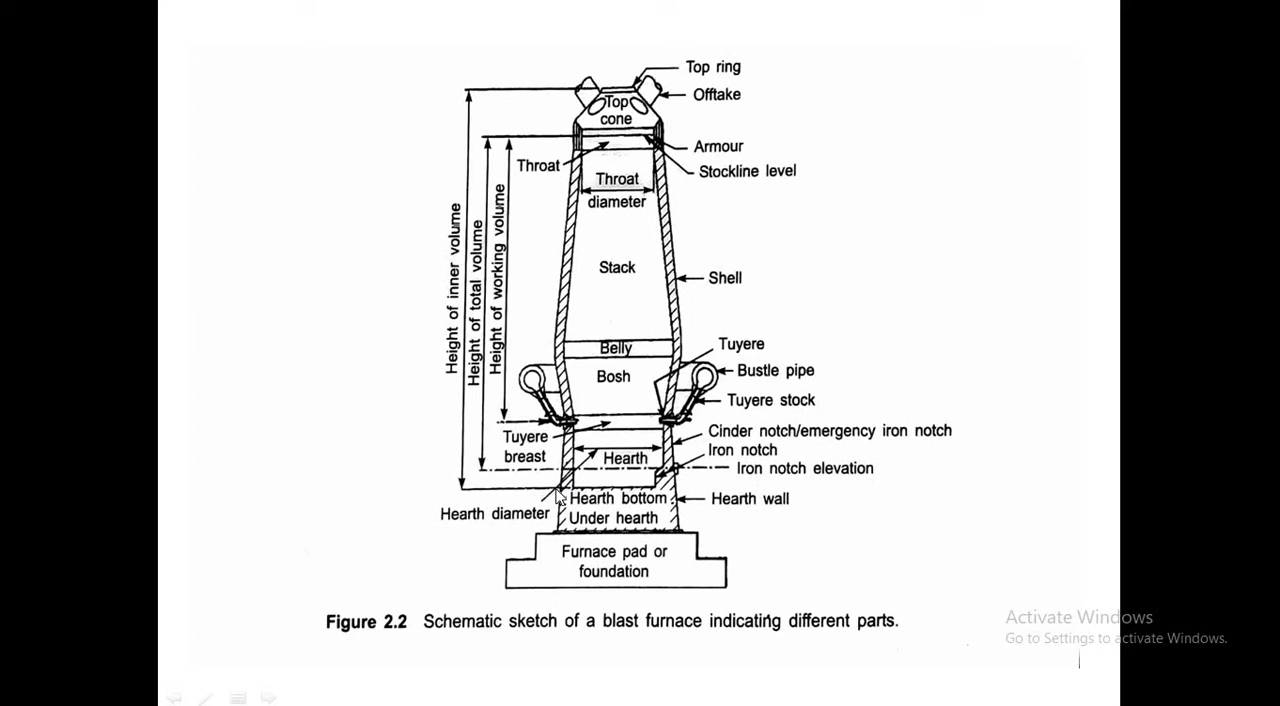 Top ring
Offtake
Top
cone
Armour
Throat
Stockline level
Throat
diameter
Height of inner volume
Height of total volume
Height of working volume
Stack
Shell
Tuyere
Belly
Bosh
Bustle pipe
Tuyere stock
Cinder notch/emergency iron notch
Tuyere
breast
Iron notch
Hearth
Iron notch elevation
Hearth bottom
Hearth wall
Hearth diameter
Under hearth
Furnace pad or
foundation
Figure 2.2 Schematic sketch of a blast furnace indicating different parts.
Activate Windows
Go to Settings to activate Windows.